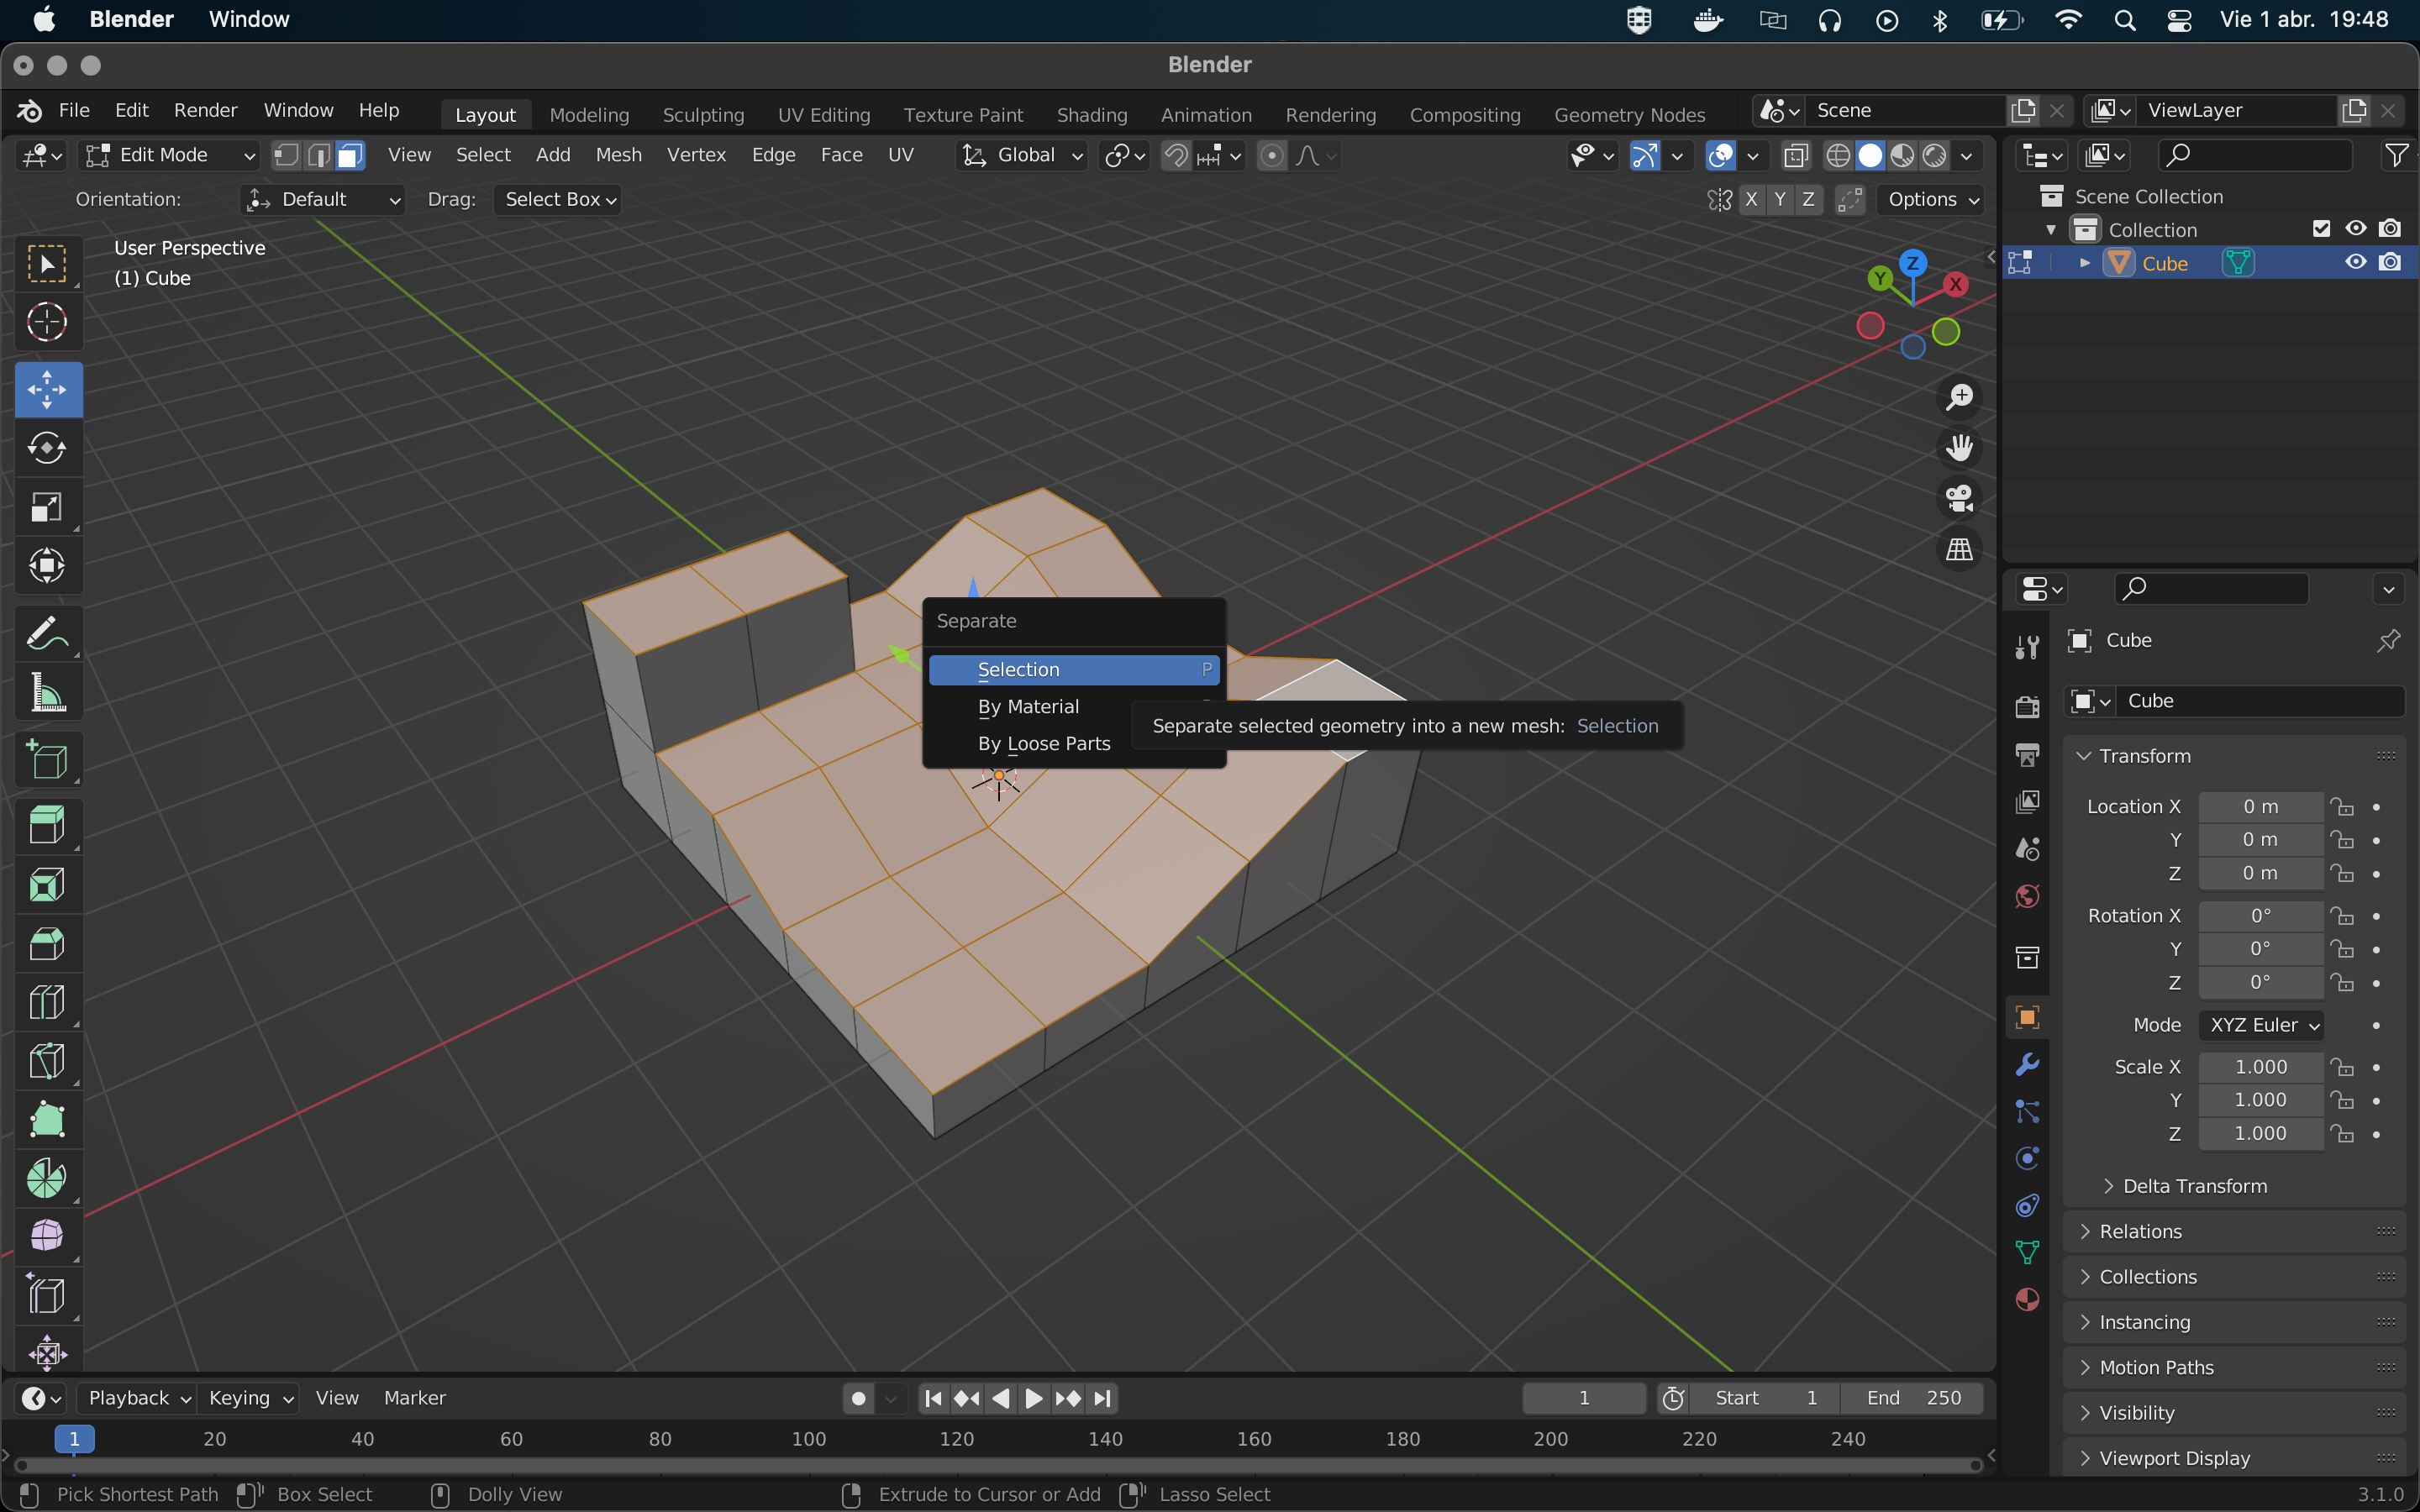 Blender Window Vie 1 abr. 19:48
Blender
File Edit Render Window Help Layout Modeling Sculpting UV Editing Texture Paint Shading Animation Rendering Compositing Geometry Nodes Scene ViewLayer
Edit Mode View Select Add Mesh Vertex Edge Face UV Global
Orientation: Default Drag: Select Box X Y Z Options
User Perspective
(1) Cube
Z
Y
X
Scene Collection
Collection
Cube
Separate
Selection P
By Material
By Loose Parts
Separate selected geometry into a new mesh: Selection
Cube
Cube
Transform
Location X 0 m
Y 0 m
Z 0 m
Rotation X 0°
Y 0°
Z 0°
Mode XYZ Euler
Scale X 1.000
Y 1.000
Z 1.000
Delta Transform
Relations
Collections
Instancing
Motion Paths
Visibility
Viewport Display
Playback Keying View Marker 1 Start 1 End 250
1 20 40 60 80 100 120 140 160 180 200 220 240
Pick Shortest Path Box Select Dolly View Extrude to Cursor or Add Lasso Select 3.1.0